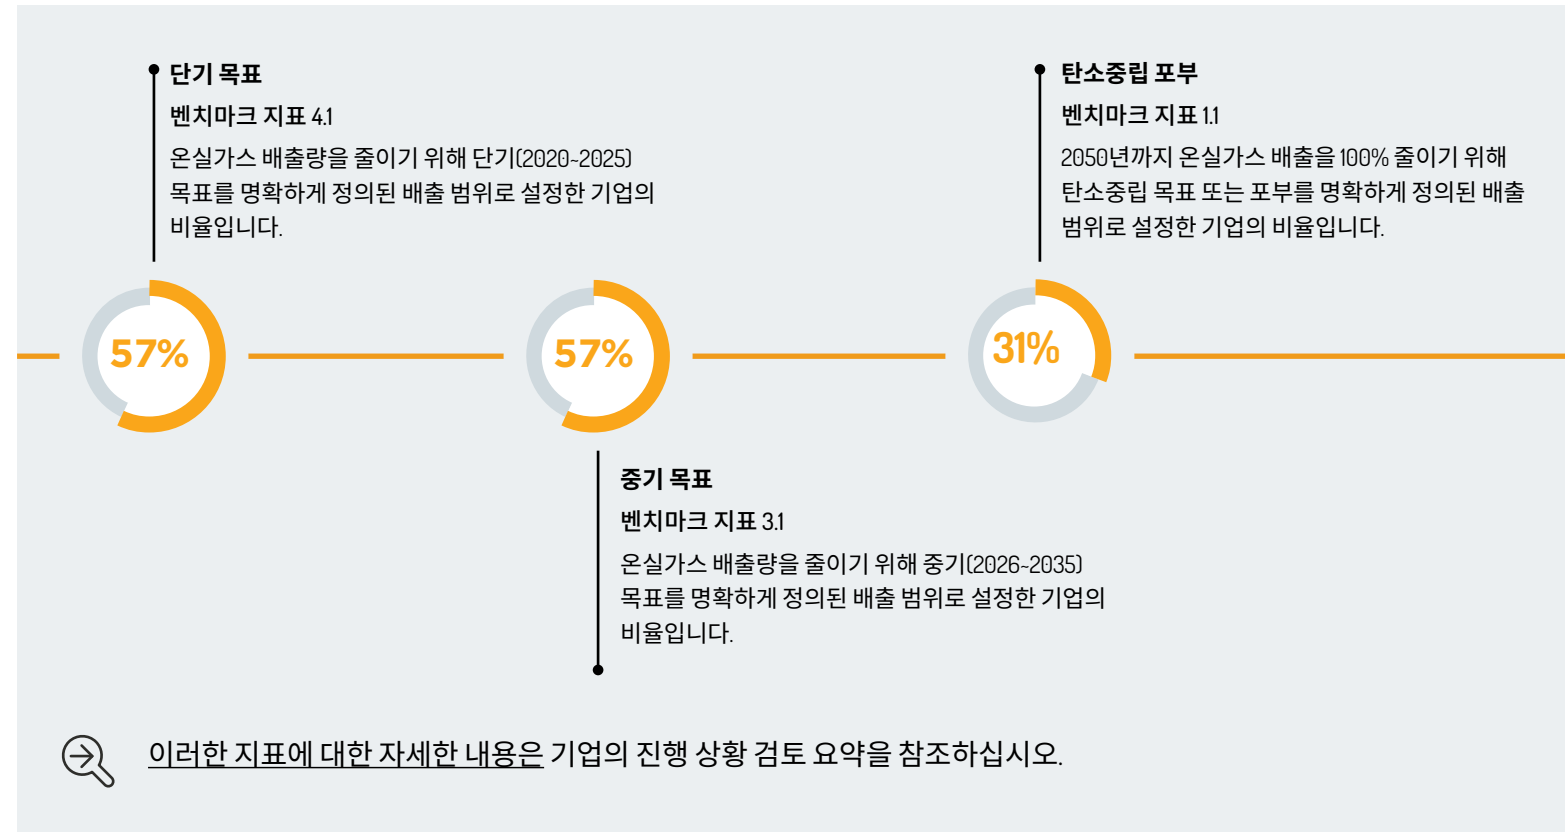 단기 목표
벤치마크 지표 4.1
온실가스 배출량을 줄이기 위해 단기(2020~2025)
목표를 명확하게 정의된 배출 범위로 설정한 기업의
비율입니다.
탄소중립 포부
벤치마크 지표 1.1
2050년까지 온실가스 배출을 100% 줄이기 위해
탄소중립 목표 또는 포부를 명확하게 정의된 배출
범위로 설정한 기업의 비율입니다.
57%
57%
31%
중기 목표
벤치마크 지표 3.1
온실가스 배출량을 줄이기 위해 중기(2026~2035)
목표를 명확하게 정의된 배출 범위로 설정한 기업의
비율입니다.
이러한 지표에 대한 자세한 내용은 기업의 진행 상황 검토 요약을 참조하십시오.